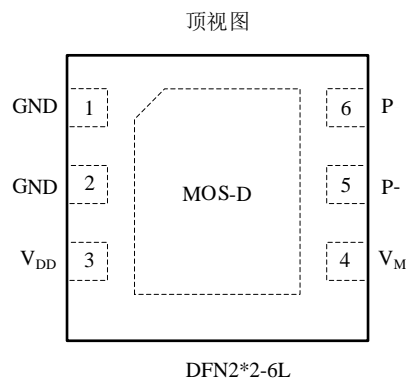 顶视图
GND 1 6 P
GND 2 MOS-D 5 P-
VDD 3 4 VM
DFN2*2-6L